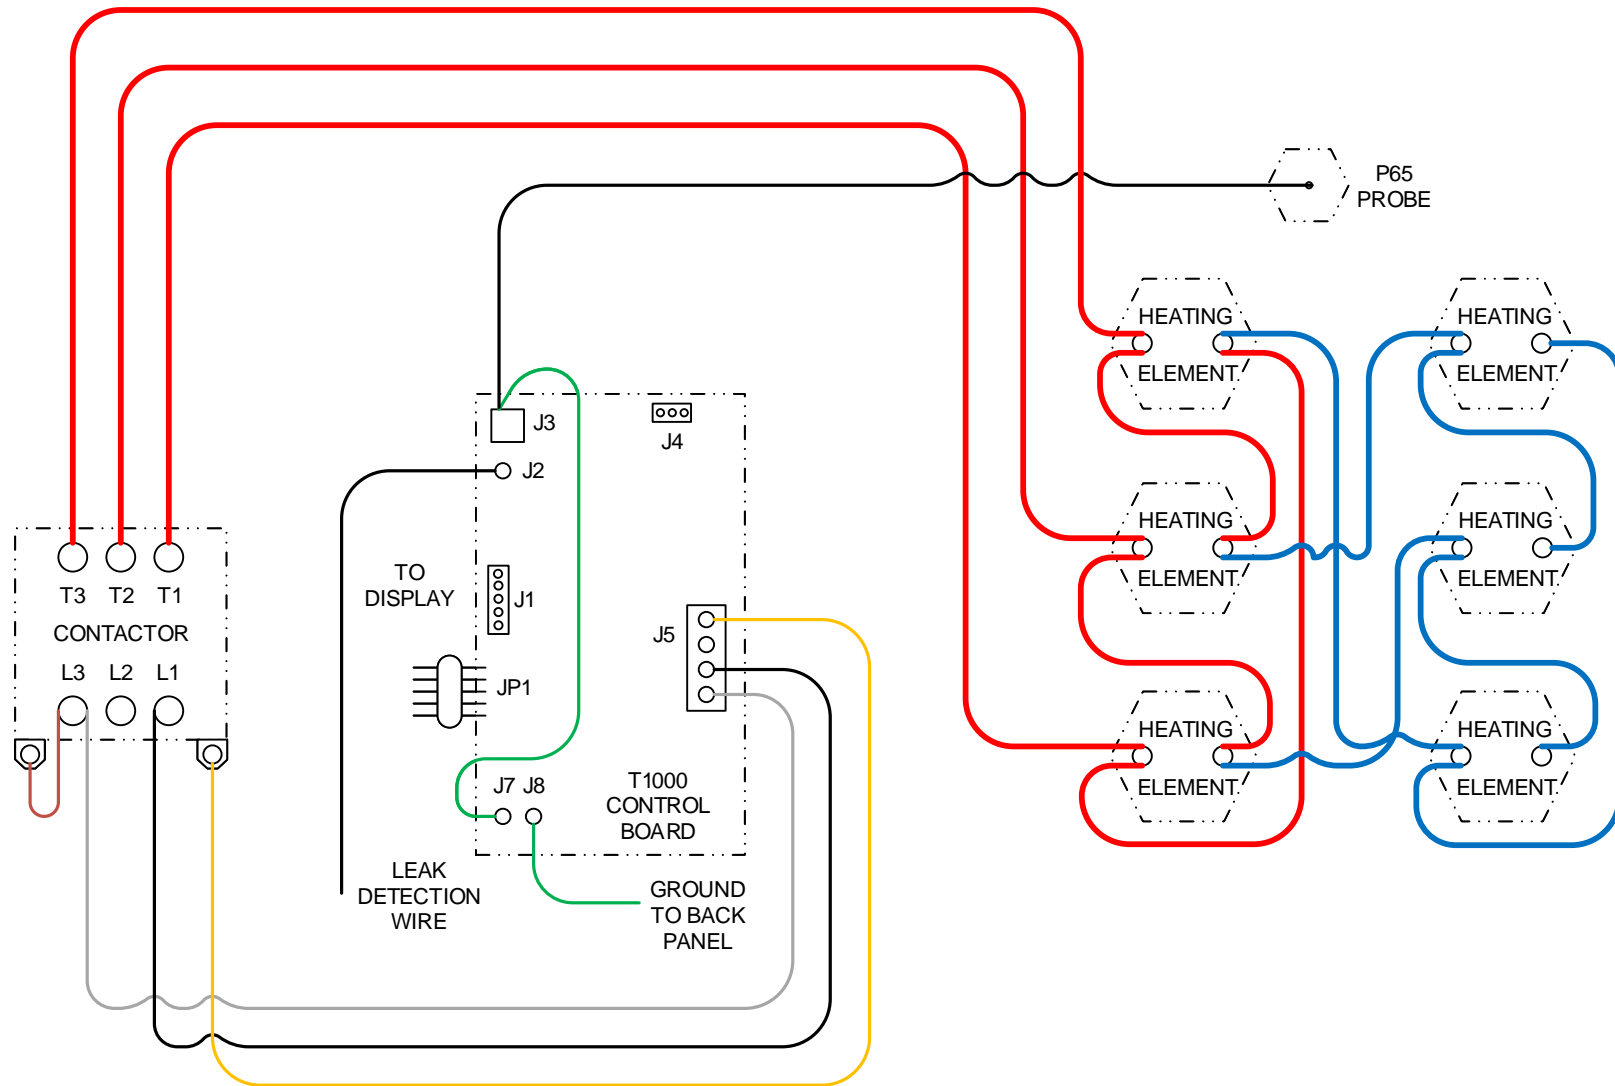 P65
PROBE
HEATING
ELEMENT
HEATING
ELEMENT
J3
J4
J2
HEATING
ELEMENT
HEATING
ELEMENT
T3 T2 T1
CONTACTOR
L3 L2 L1
TO
DISPLAY
J1
J5
JP1
HEATING
ELEMENT
HEATING
ELEMENT
J7 J8
T1000
CONTROL
BOARD
LEAK
DETECTION
WIRE
GROUND
TO BACK
PANEL